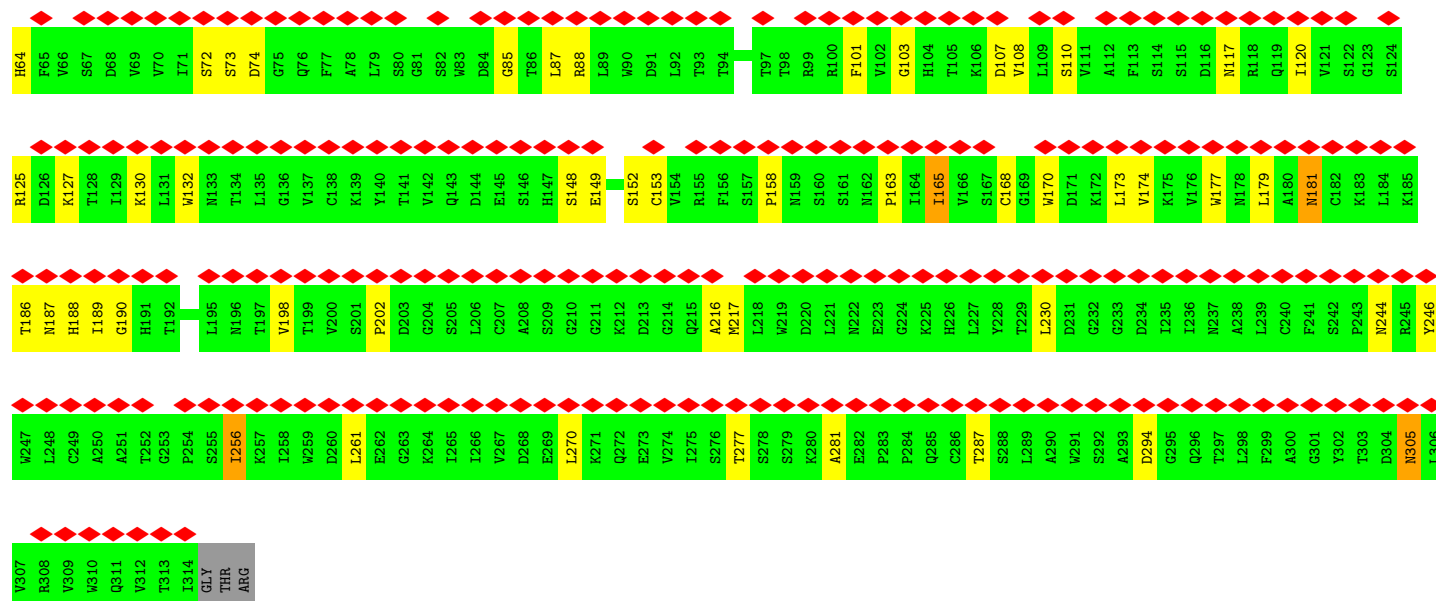 H64 F65 V66 S67 D68 V69 V70 I71 S72 S73 D74 G75 Q76 F77 A78 L79 S80 G81 S82 W83 D84 G85 T86 L87 R88 L89 W90 D91 L92 T93 T94 T97 T98 R99 R100 F101 V102 G103 H104 T105 K106 D107 V108 L109 S110 V111 A112 F113 S114 S115 D116 N117 R118 Q119 I120 V121 S122 G123 S124
R125 D126 K127 T128 I129 K130 L131 W132 N133 T134 L135 G136 V137 C138 K139 Y140 T141 V142 Q143 D144 E145 S146 H147 S148 E149 S152 C153 V154 R155 F156 S157 P158 N159 S160 S161 N162 P163 I164 I165 V166 S167 C168 G169 W170 D171 K172 L173 V174 K175 V176 W177 N178 L179 A180 N181 C182 K183 L184 K185
T186 N187 H188 I189 G190 H191 T192 L195 N196 T197 V198 T199 V200 S201 P202 D203 G204 S205 L206 C207 A208 S209 G210 G211 K212 D213 G214 Q215 A216 M217 L218 W219 D220 L221 N222 E223 G224 K225 H226 L227 Y228 T229 L230 D231 G232 G233 D234 I235 I236 N237 A238 L239 C240 F241 S242 P243 N244 R245 Y246
W247 L248 C249 A250 A251 T252 G253 P254 S255 I256 K257 I258 W259 D260 L261 E262 G263 K264 I265 I266 V267 D268 E269 L270 K271 Q272 E273 V274 I275 S276 T277 S278 S279 K280 A281 E282 P283 P284 Q285 C286 T287 S288 L289 A290 W291 S292 A293 D294 G295 Q296 T297 L298 F299 A300 G301 Y302 T303 D304 N305 L306
V307 R308 V309 W310 Q311 V312 T313 I314 GLY THR ARG